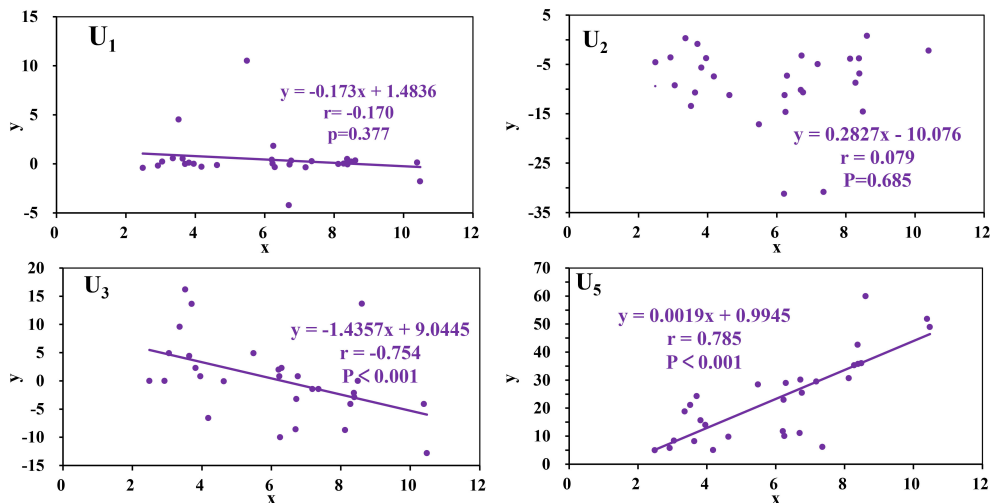 U1
15
10
5
0
-5
y
y = -0.173x + 1.4836
r= -0.170
p=0.377
0 2 4 6 8 10 12
x
U2
5
-5
-15
-25
-35
y
y = 0.2827x - 10.076
r = 0.079
P=0.685
0 2 4 6 8 10 12
x
U3
20
15
10
5
0
-5
-10
-15
y
y = -1.4357x + 9.0445
r = -0.754
P < 0.001
0 2 4 6 8 10 12
x
U5
70
60
50
40
30
20
10
0
y
y = 0.0019x + 0.9945
r = 0.785
P < 0.001
0 2 4 6 8 10 12
x